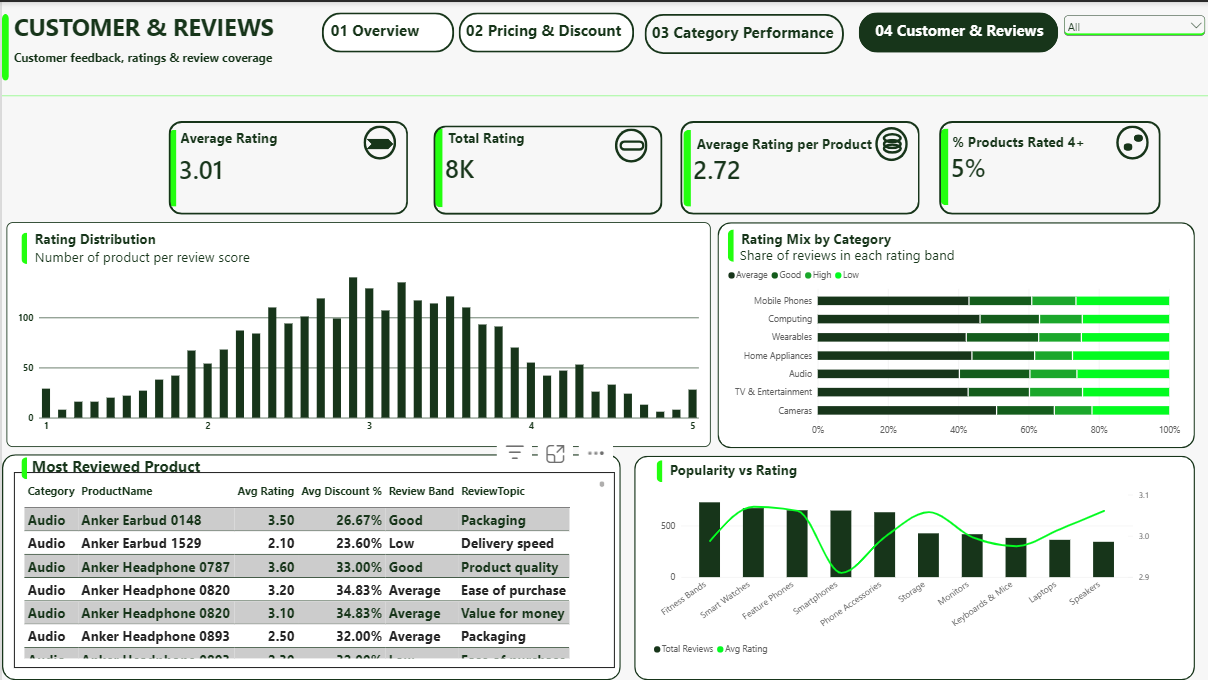 CUSTOMER & REVIEWS
Customer feedback, ratings & review coverage
01 Overview
02 Pricing & Discount
03 Category Performance
04 Customer & Reviews
All
Average Rating
3.01
Total Rating
8K
Average Rating per Product
2.72
% Products Rated 4+
5%
Rating Distribution
Number of product per review score
100
50
0
1 2 3 4 5
Rating Mix by Category
Share of reviews in each rating band
Average Good High Low
Mobile Phones
Computing
Wearables
Home Appliances
Audio
TV & Entertainment
Cameras
0% 20% 40% 60% 80% 100%
Most Reviewed Product
Category ProductName Avg Rating Avg Discount % Review Band ReviewTopic
Audio Anker Earbud 0148 3.50 26.67% Good Packaging
Audio Anker Earbud 1529 2.10 23.60% Low Delivery speed
Audio Anker Headphone 0787 3.60 33.00% Good Product quality
Audio Anker Headphone 0820 3.20 34.83% Average Ease of purchase
Audio Anker Headphone 0820 3.10 34.83% Average Value for money
Audio Anker Headphone 0893 2.50 32.00% Average Packaging
Popularity vs Rating
500
0
3.1
3.0
2.9
Fitness Bands
Smart Watches
Feature Phones
Smartphones
Phone Accessories
Storage
Monitors
Keyboards & Mice
Laptops
Speakers
Total Reviews Avg Rating